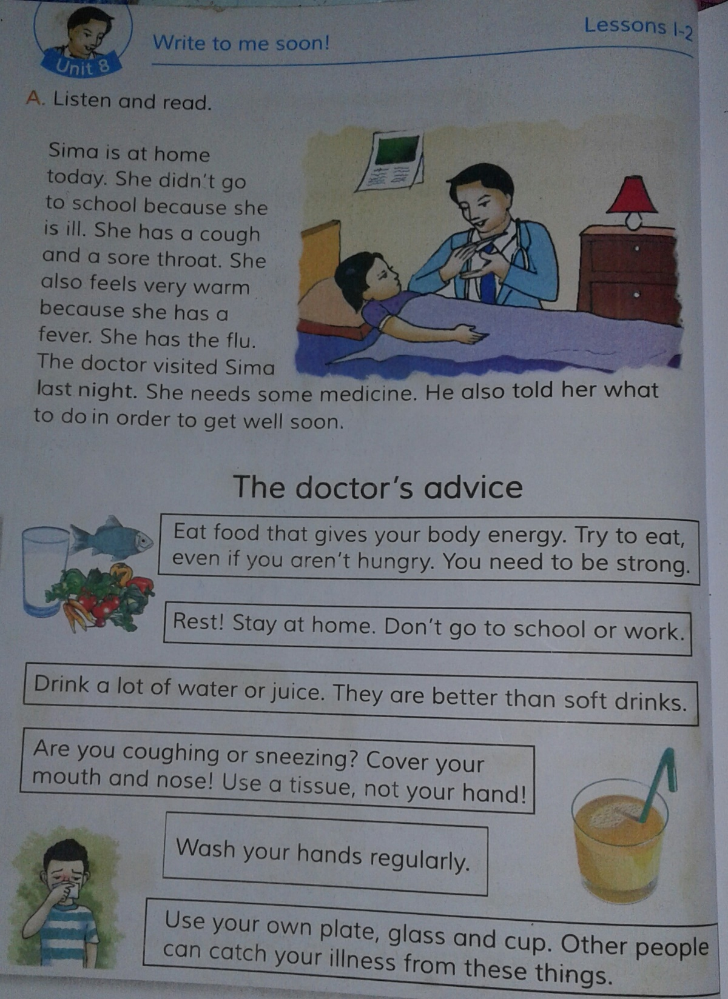 Unit 8
Write to me soon!
Lessons 1-2
A. Listen and read.
Sima is at home
today. She didn't go
to school because she
is ill. She has a cough
and a sore throat. She
also feels very warm
because she has a
fever. She has the flu.
The doctor visited Sima
last night. She needs some medicine. He also told her what
to do in order to get well soon.
The doctor's advice
Eat food that gives your body energy. Try to eat,
even if you aren't hungry. You need to be strong.
Rest! Stay at home. Don't go to school or work.
Drink a lot of water or juice. They are better than soft drinks.
Are you coughing or sneezing? Cover your
mouth and nose! Use a tissue, not your hand!
Wash your hands regularly.
Use your own plate, glass and cup. Other people
can catch your illness from these things.